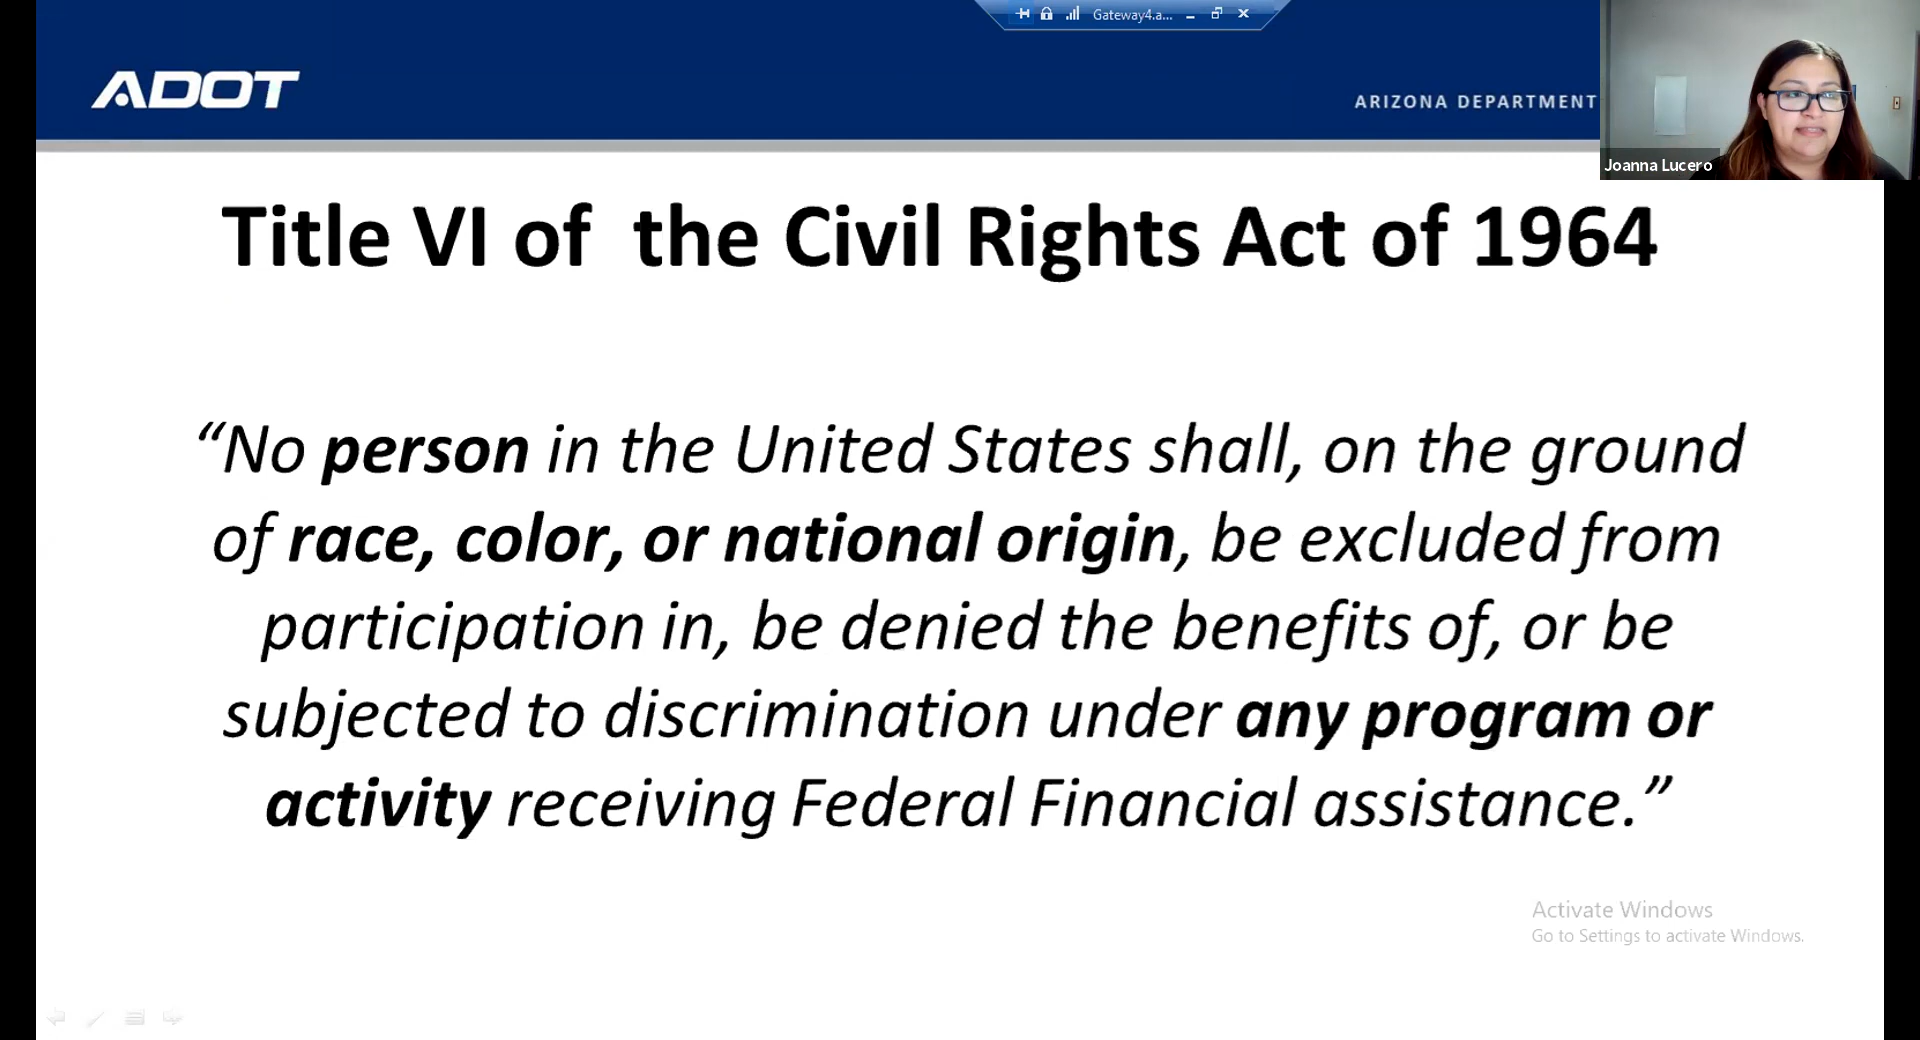 Gateway4.a...
ADOT
ARIZONA DEPARTMENT
Joanna Lucero
Title VI of  the Civil Rights Act of 1964
“No person in the United States shall, on the ground
of race, color, or national origin, be excluded from
participation in, be denied the benefits of, or be
subjected to discrimination under any program or
activity receiving Federal Financial assistance.”
Activate Windows
Go to Settings to activate Windows.